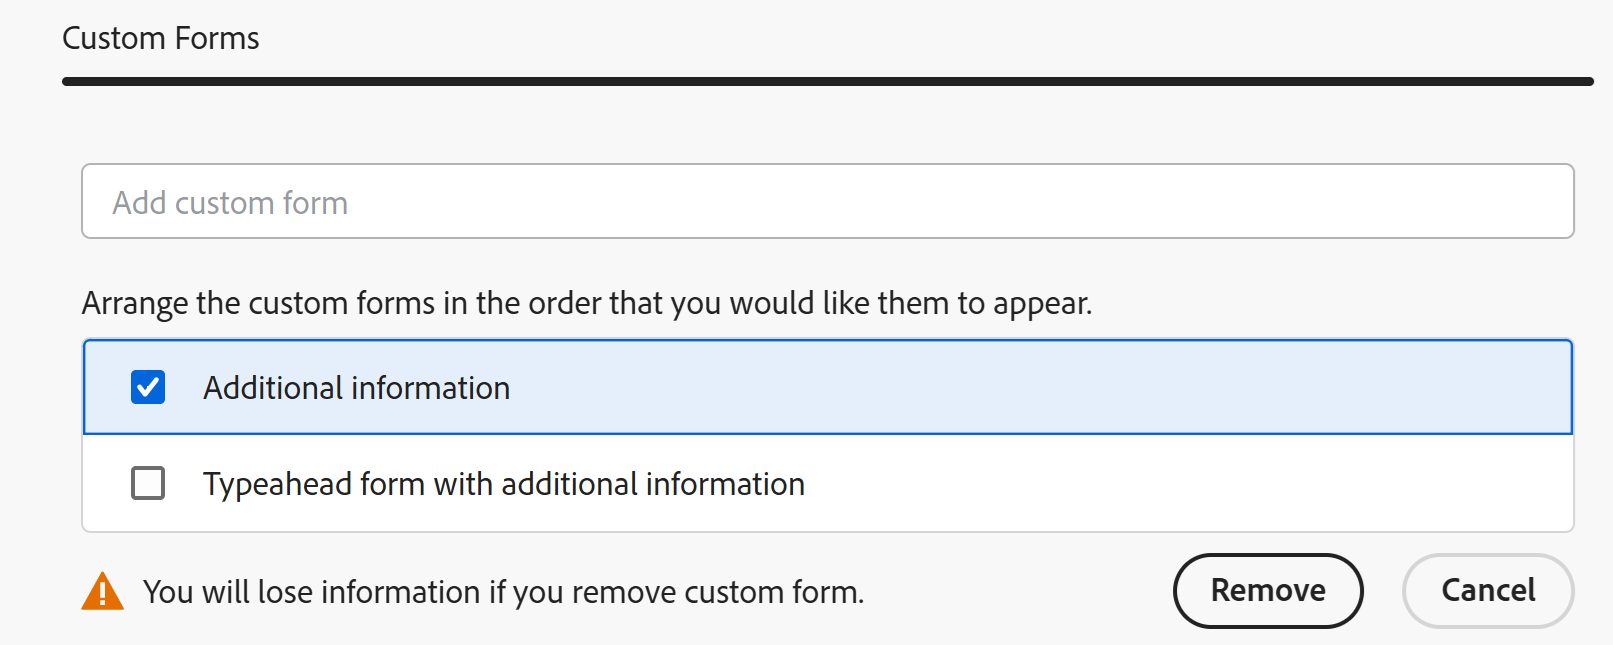 Custom Forms
Add custom form
Arrange the custom forms in the order that you would like them to appear.
Additional information
Typeahead form with additional information
You will lose information if you remove custom form.
Remove
Cancel